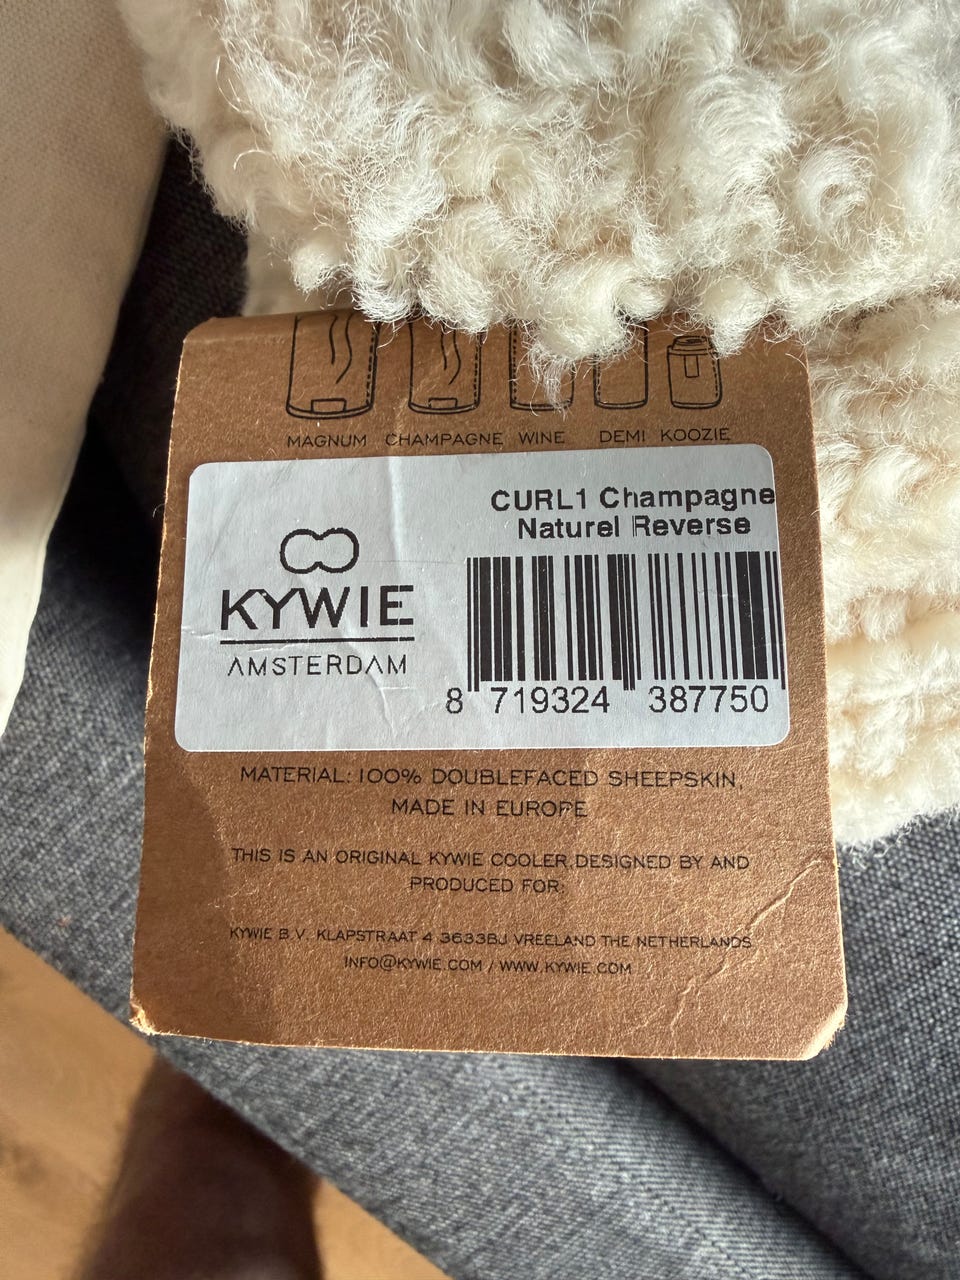 MAGNUM CHAMPAGNE WINE DEMI KOOZIE
CURL1 Champagne
Naturel Reverse
KYWIE
AMSTERDAM
8 719324 387750
MATERIAL: 100% DOUBLEFACED SHEEPSKIN,
MADE IN EUROPE
THIS IS AN ORIGINAL KYWIE COOLER DESIGNED BY AND
PRODUCED FOR:
KYWIE B.V. KLAPSTRAAT 4 3633BJ VREELAND THE NETHERLANDS
INFO@KYWIE.COM / WWW.KYWIE.COM